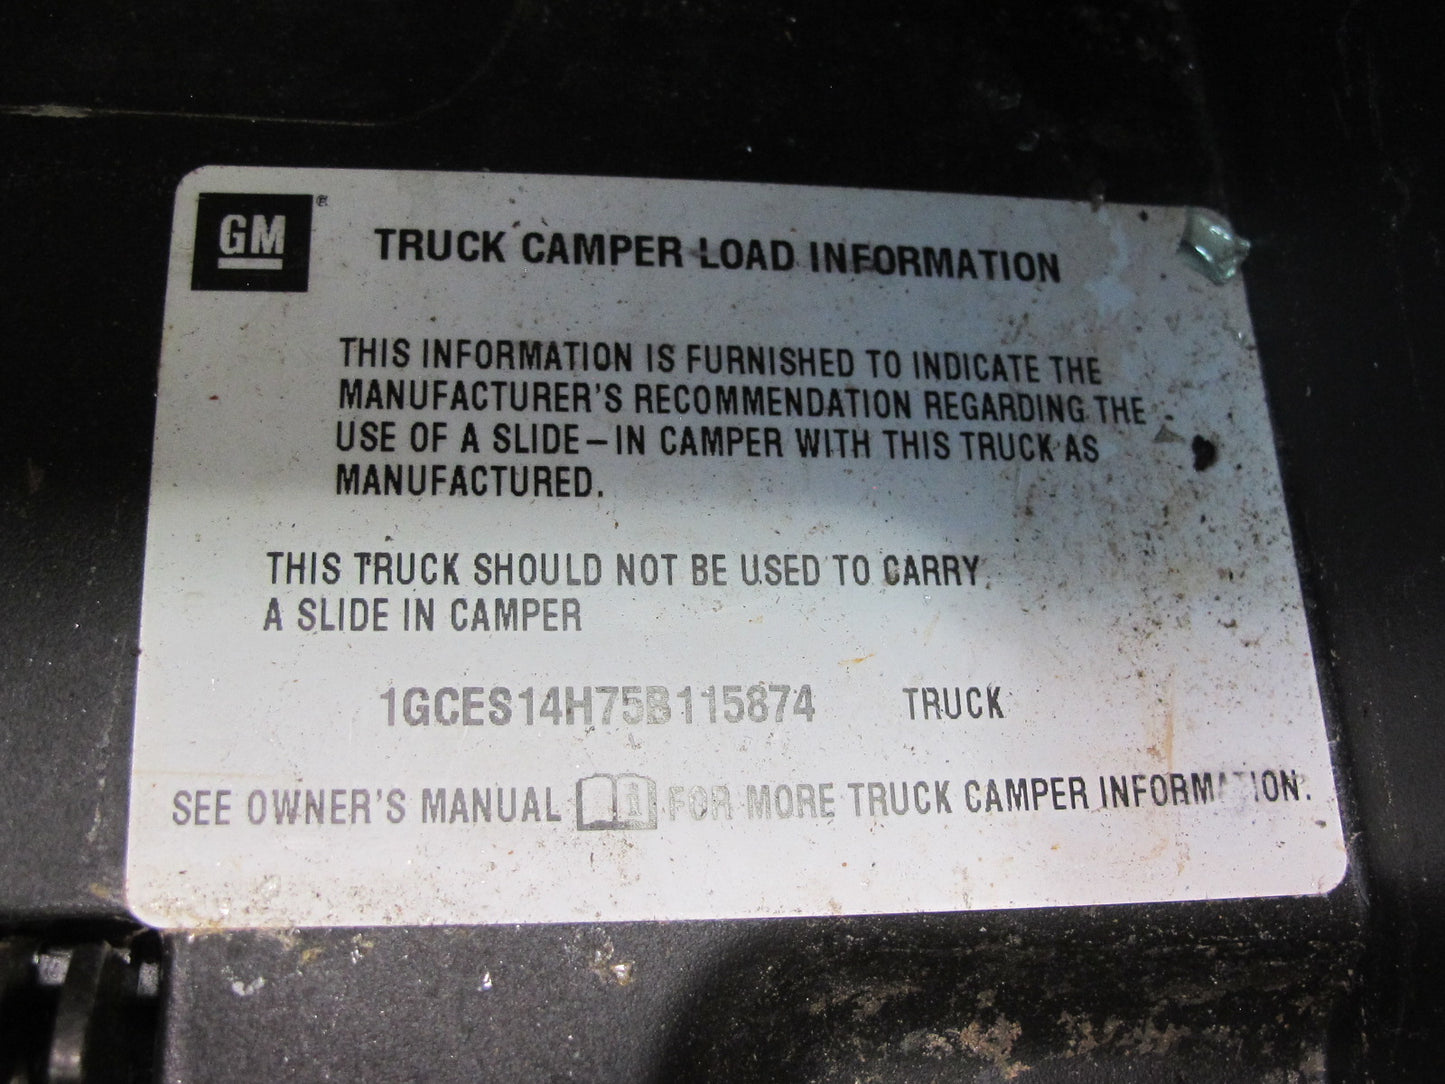 GM®
TRUCK CAMPER LOAD INFORMATION
THIS INFORMATION IS FURNISHED TO INDICATE THE
MANUFACTURER'S RECOMMENDATION REGARDING THE
USE OF A SLIDE–IN CAMPER WITH THIS TRUCK AS
MANUFACTURED.
THIS TRUCK SHOULD NOT BE USED TO CARRY
A SLIDE IN CAMPER
1GCES14H75B115874 TRUCK
SEE OWNER'S MANUAL i FOR MORE TRUCK CAMPER INFORMATION.